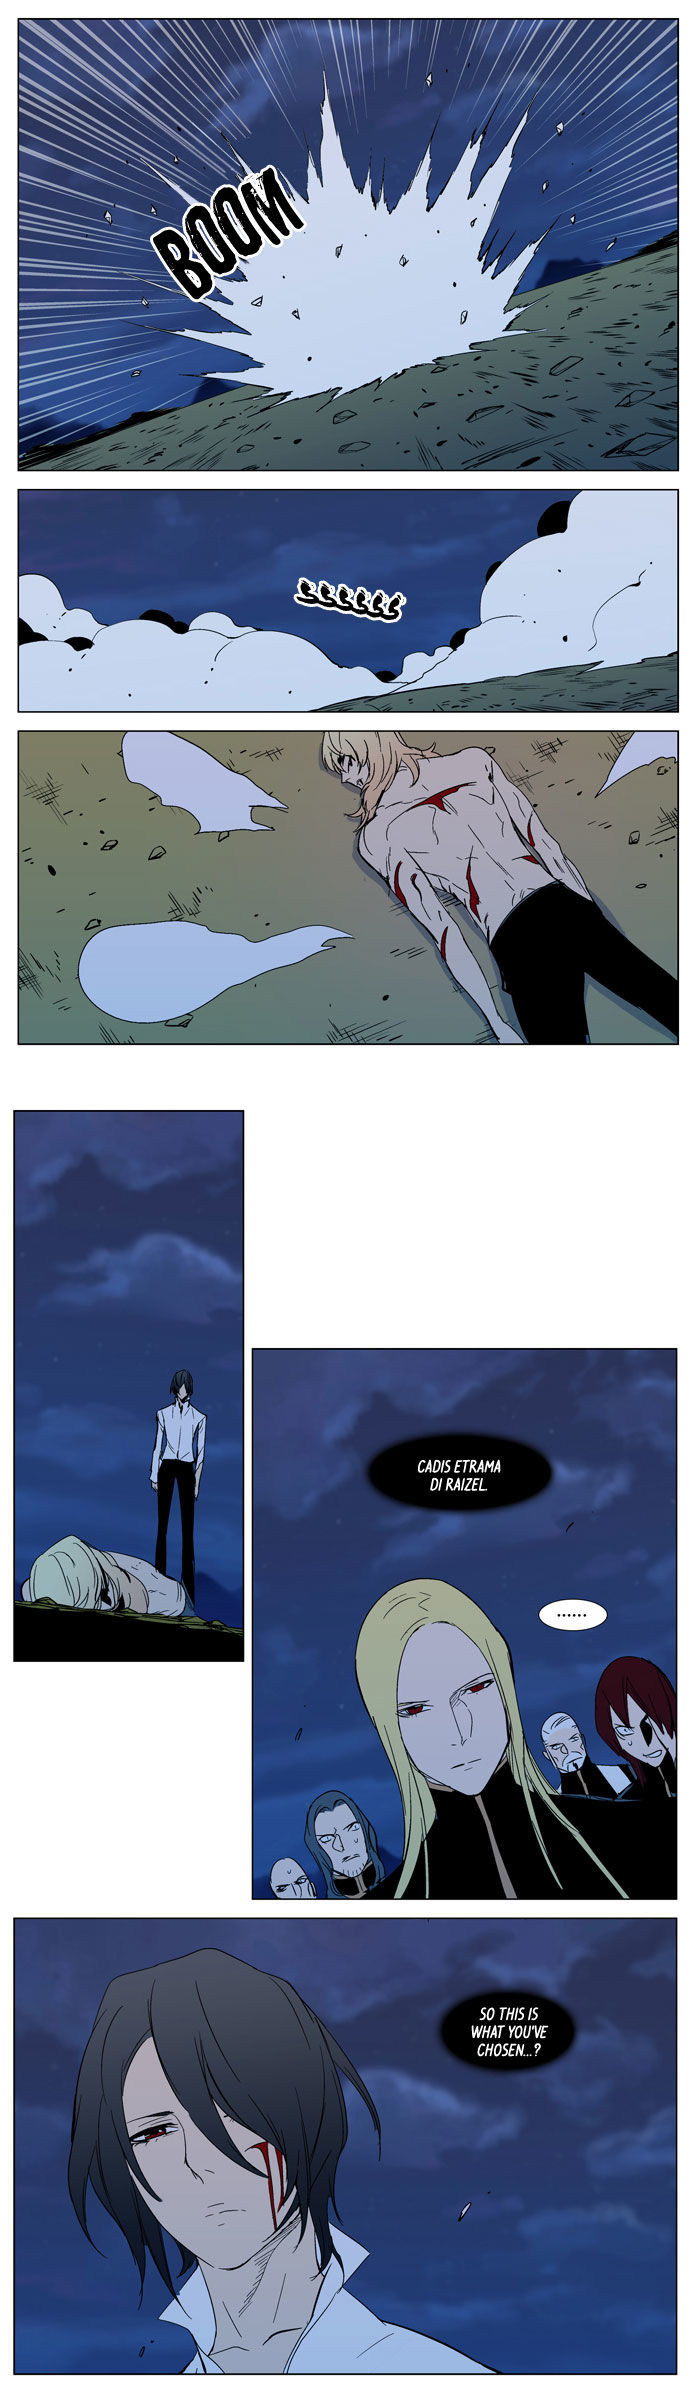 BOOM
CADIS ETRAMA
DI RAIZEL.
......
SO THIS IS
WHAT YOU'VE
CHOSEN...?